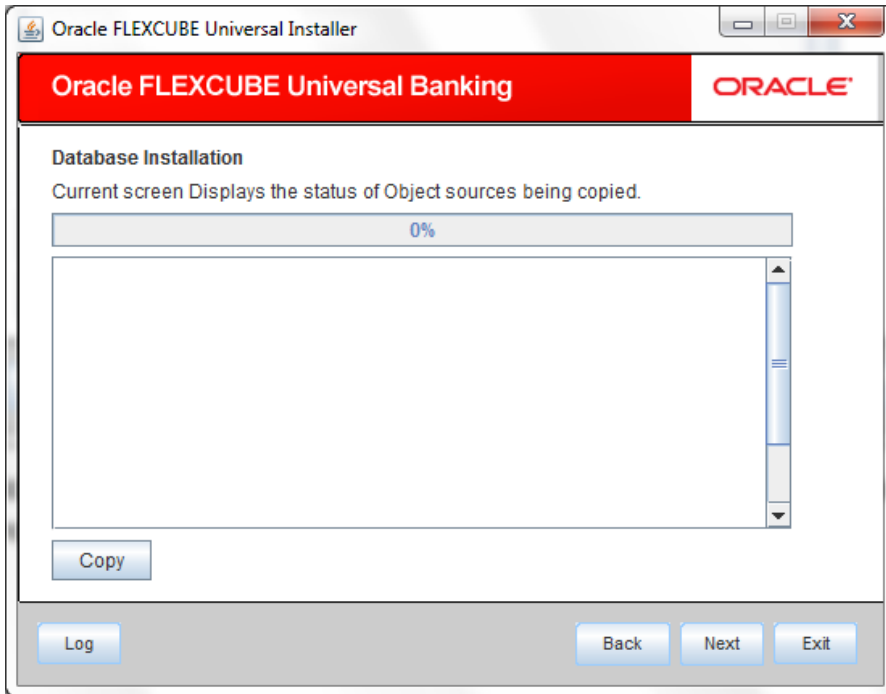 Oracle FLEXCUBE Universal Installer
Oracle FLEXCUBE Universal Banking
ORACLE
Database Installation
Current screen Displays the status of Object sources being copied.
0%
Copy
Log
Back
Next
Exit